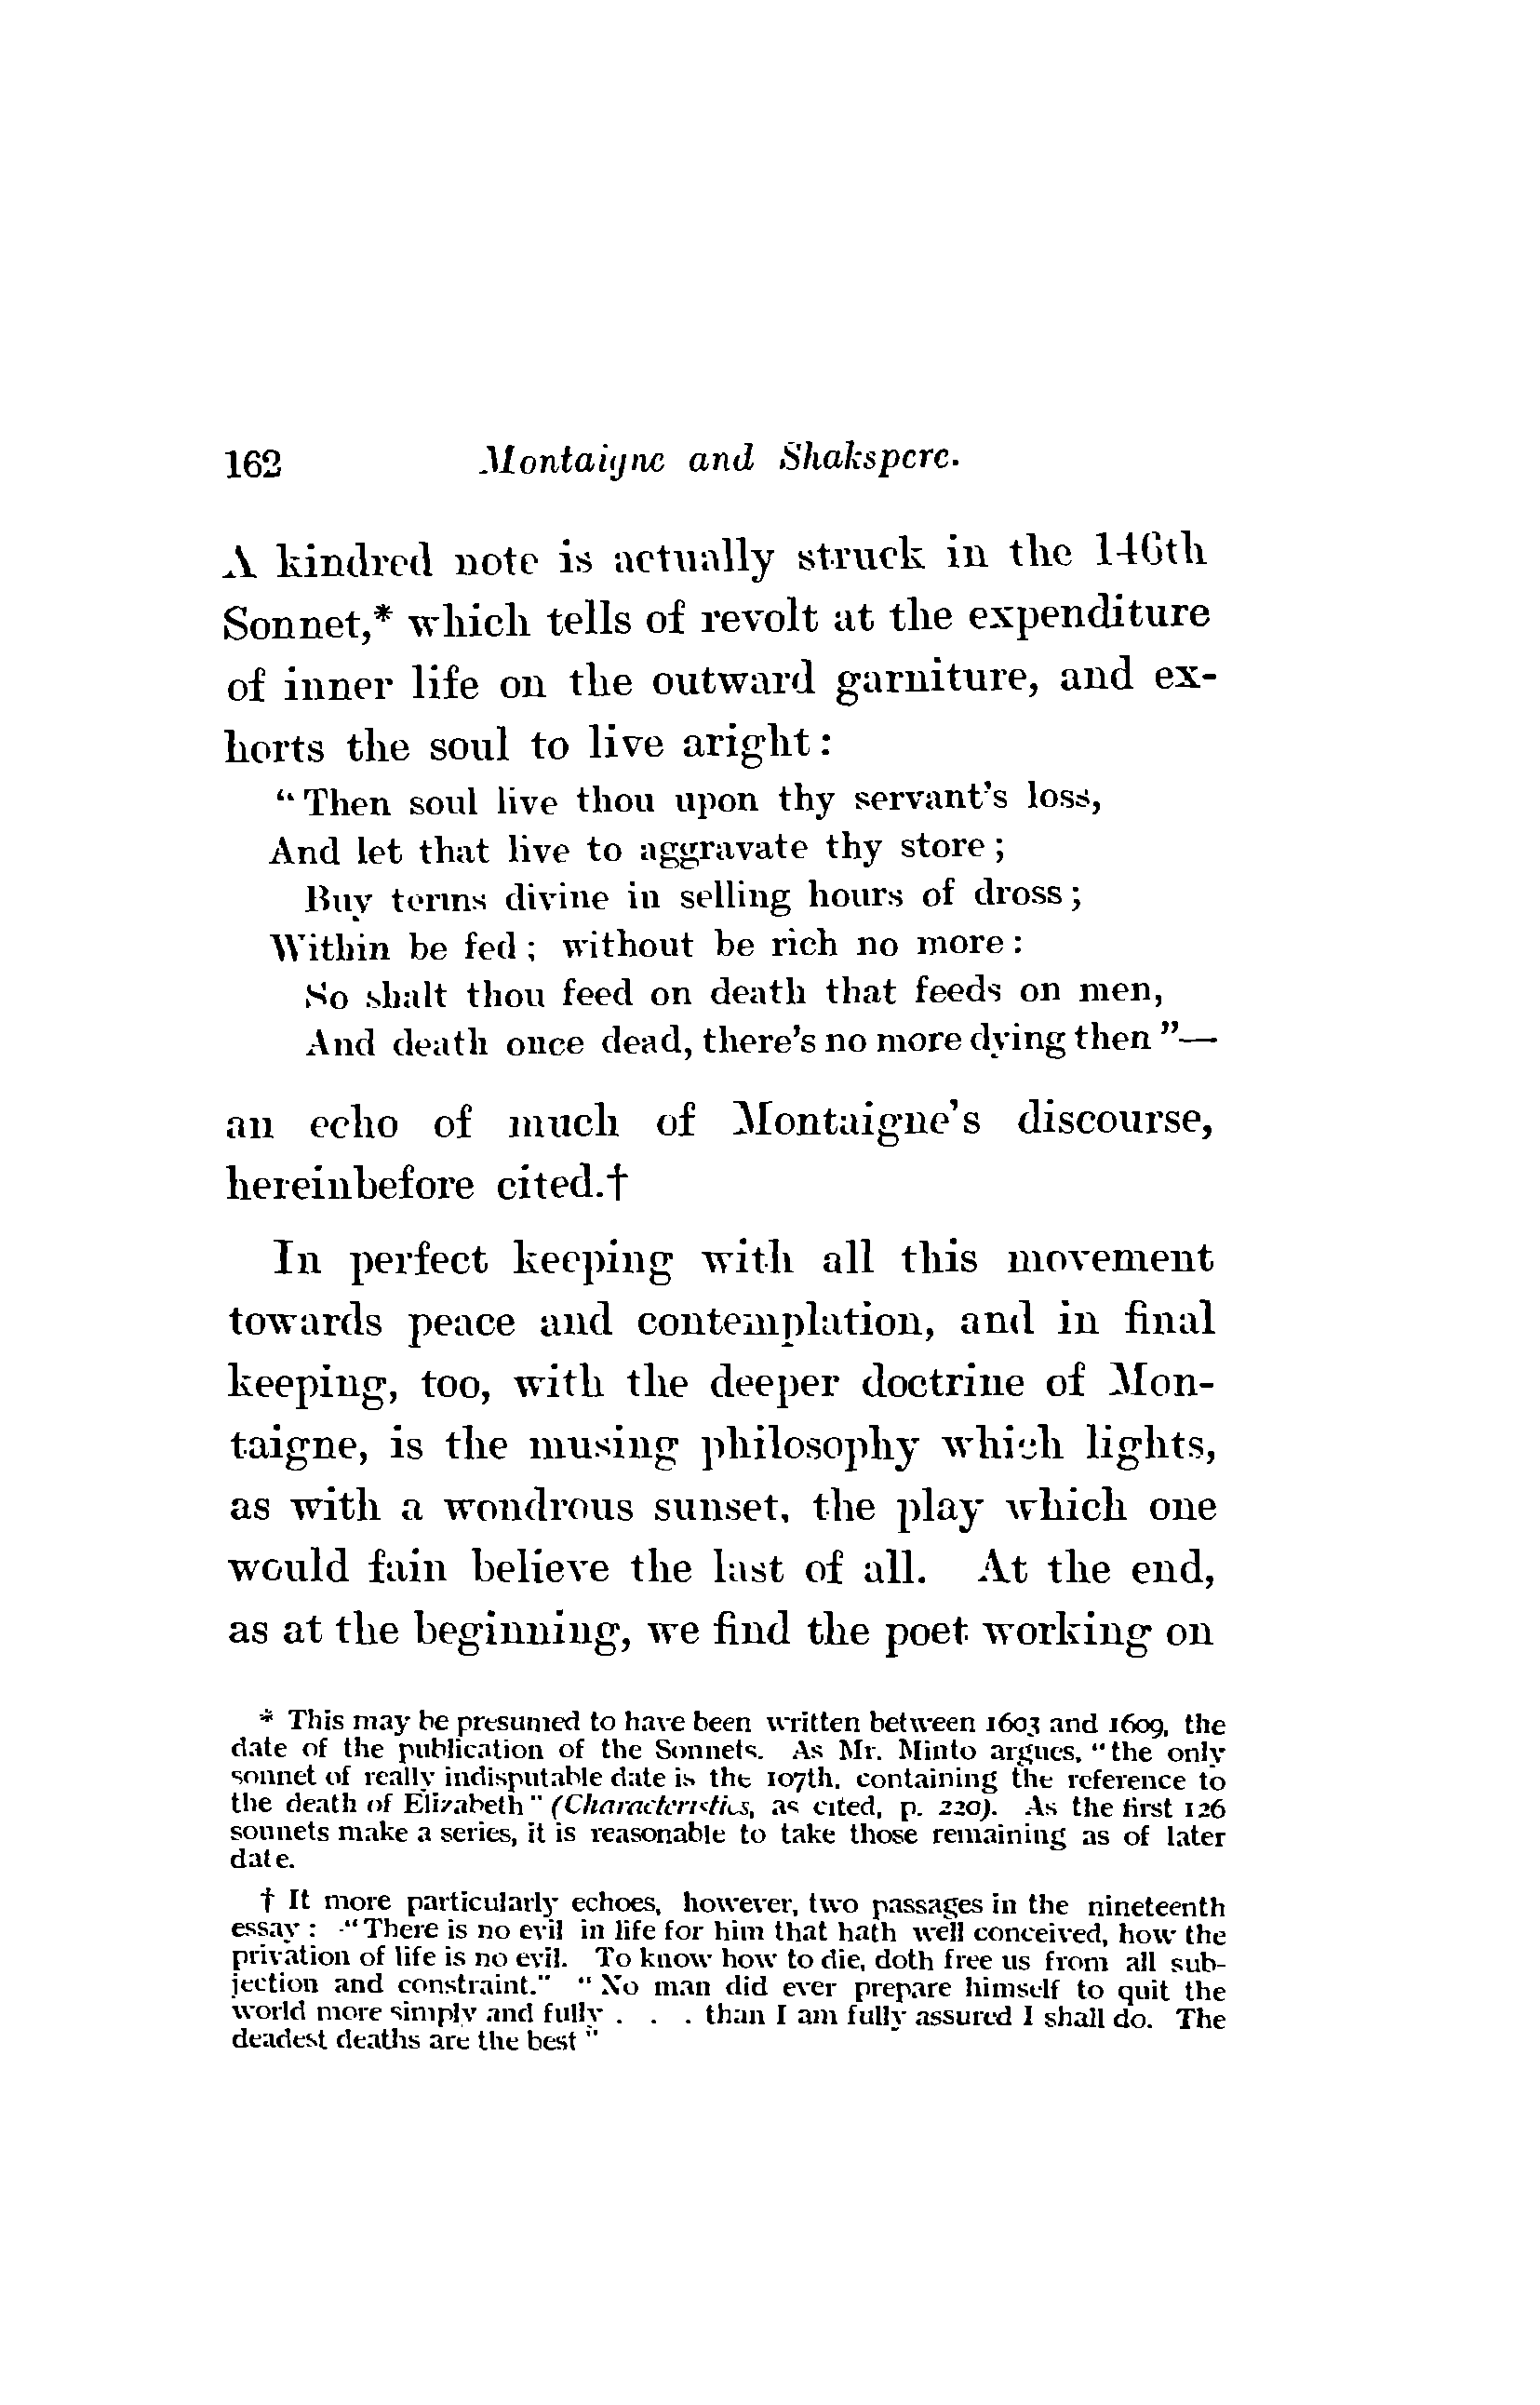 162 Montaigne and Shakspere.
A kindred note is actually struck in the 146th
Sonnet,* which tells of revolt at the expenditure
of inner life on the outward garniture, and ex-
horts the soul to live aright:
“Then soul live thou upon thy servant’s loss,
And let that live to aggravate thy store;
Buy terms divine in selling hours of dross;
Within be fed; without be rich no more:
So shalt thou feed on death that feeds on men,
And death once dead, there’s no more dying then”—
an echo of much of Montaigne’s discourse,
hereinbefore cited.†
In perfect keeping with all this movement
towards peace and contemplation, and in final
keeping, too, with the deeper doctrine of Mon-
taigne, is the musing philosophy which lights,
as with a wondrous sunset, the play which one
would fain believe the last of all. At the end,
as at the beginning, we find the poet working on
* This may be presumed to have been written between 1603 and 1609, the
date of the publication of the Sonnets. As Mr. Minto argues, “the only
sonnet of really indisputable date is the 107th, containing the reference to
the death of Elizabeth” (Characteristics, as cited, p. 220). As the first 126
sonnets make a series, it is reasonable to take those remaining as of later
date.
† It more particularly echoes, however, two passages in the nineteenth
essay: “There is no evil in life for him that hath well conceived, how the
privation of life is no evil. To know how to die, doth free us from all sub-
jection and constraint.” “No man did ever prepare himself to quit the
world more simply and fully . . . than I am fully assured I shall do. The
deadest deaths are the best”